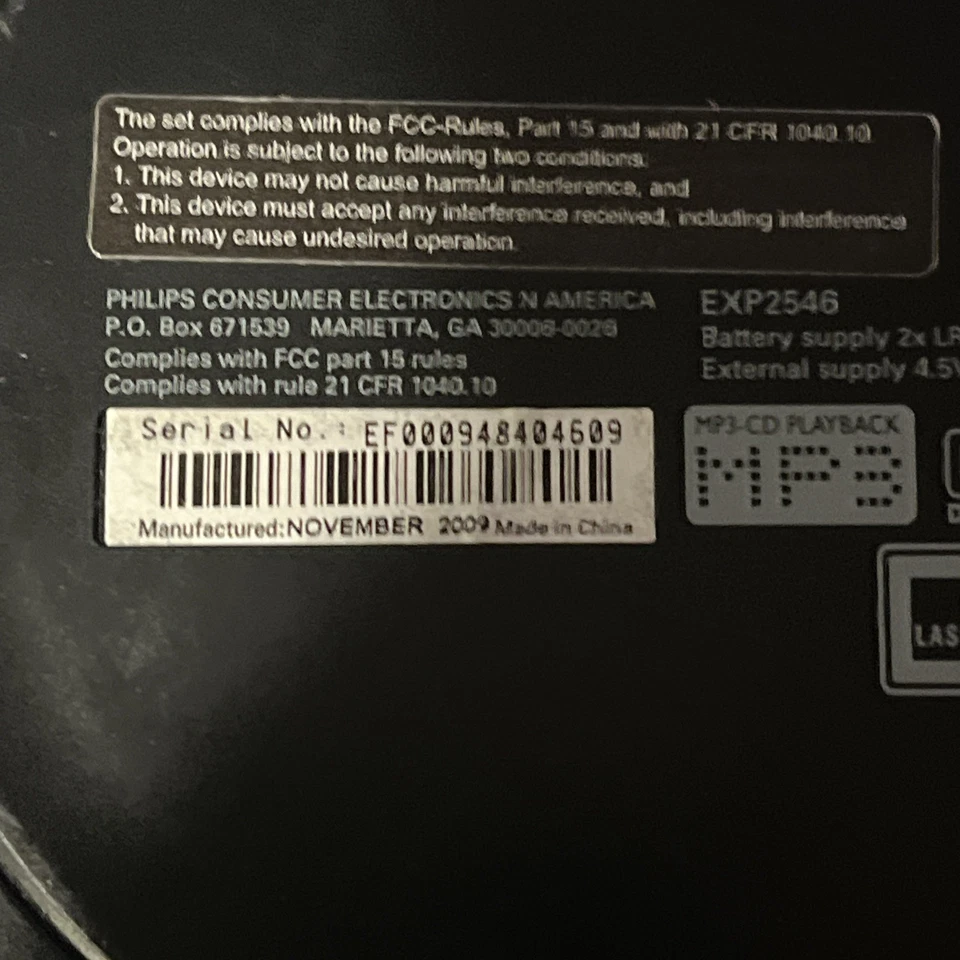 The set complies with the FCC-Rules, Part 15 and with 21 CFR 1040.10
Operation is subject to the following two conditions:
1. This device may not cause harmful interference, and
2. This device must accept any interference received, including interference
that may cause undesired operation.
PHILIPS CONSUMER ELECTRONICS N AMERICA
P.O. Box 671539 MARIETTA, GA 30006-0026
Complies with FCC part 15 rules
Complies with rule 21 CFR 1040.10
EXP2546
Battery supply 2x LR
External supply 4.5V
Serial No.: EF000948404609
Manufactured:NOVEMBER 2009 Made in China
MP3-CD PLAYBACK
MP3
LAS